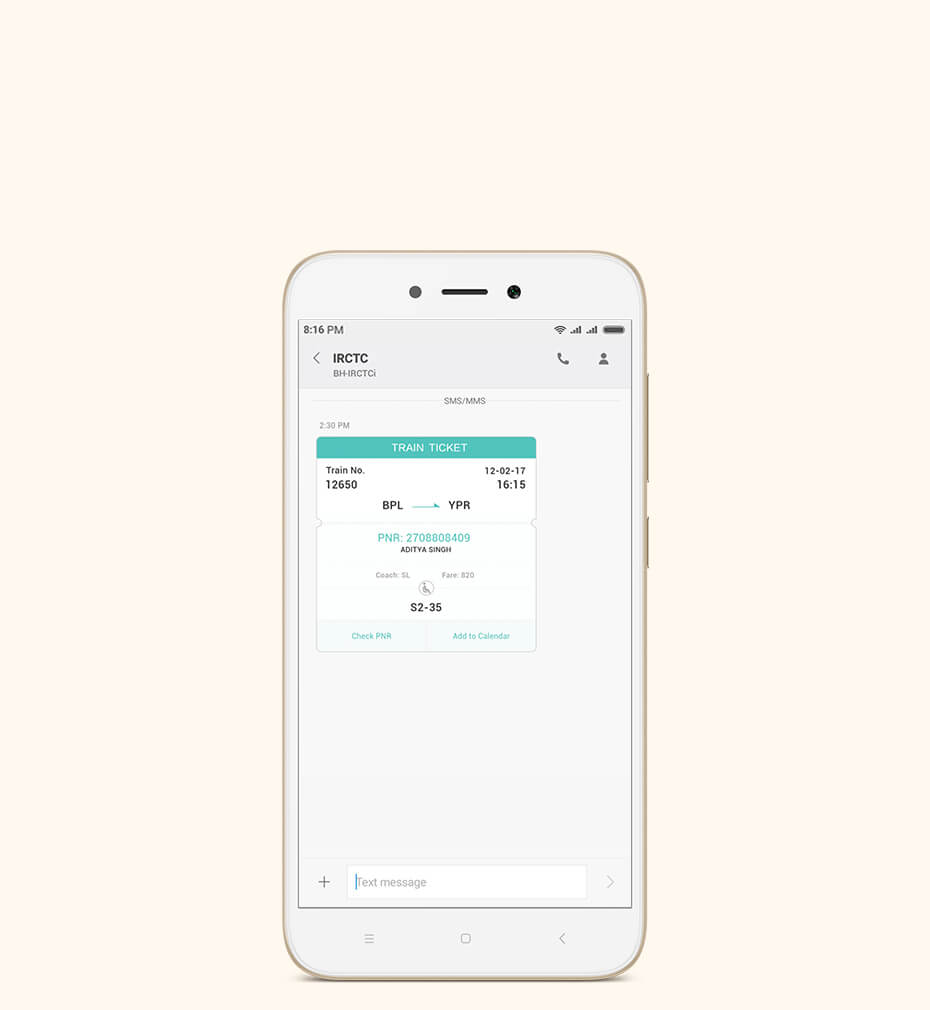 8:16 PM
IRCTC
BH-IRCTCi
SMS/MMS
2:30 PM
TRAIN TICKET
Train No. 12-02-17
12650 16:15
BPL YPR
PNR: 2708808409
ADITYA SINGH
Coach: SL Fare: 820
S2-35
Check PNR Add to Calendar
Text message